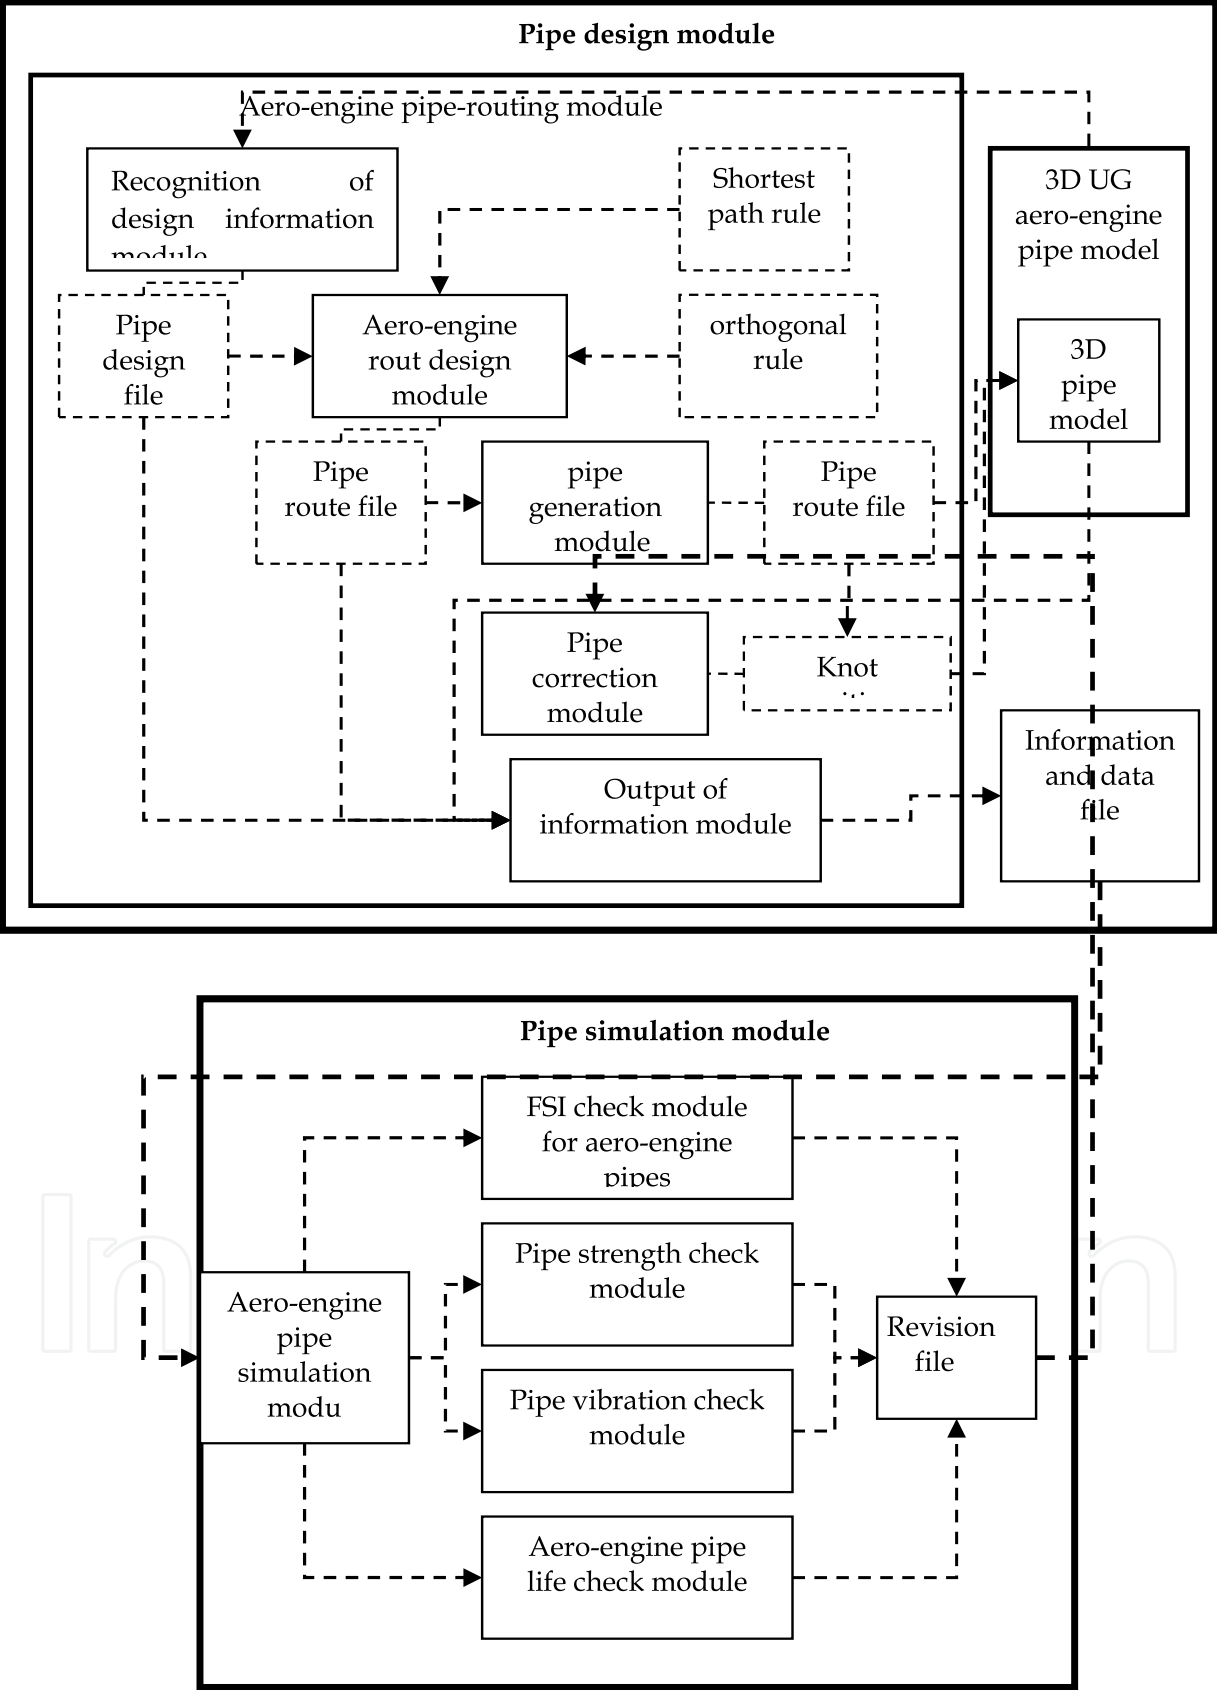 Pipe design module
Aero-engine pipe-routing module
Recognition of
design information
module
Shortest
path rule
3D UG
aero-engine
pipe model
Pipe
design
file
Aero-engine
rout design
module
orthogonal
rule
3D
pipe
model
Pipe
route file
pipe
generation
module
Pipe
route file
Pipe
correction
module
Knot
Output of
information module
Information
and data
file
Pipe simulation module
FSI check module
for aero-engine
pipes
Pipe strength check
module
Aero-engine
pipe
simulation
modu
Revision
file
Pipe vibration check
module
Aero-engine pipe
life check module